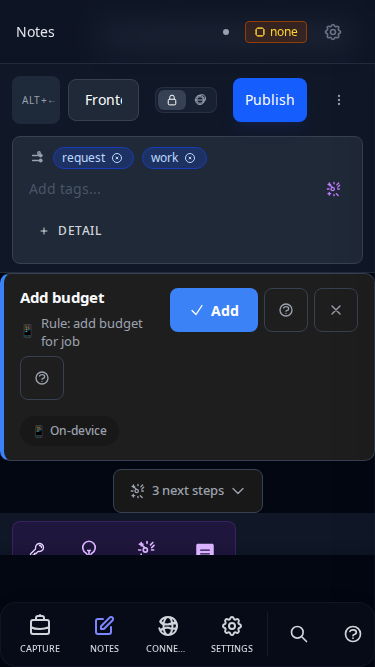 Notes
none
ALT+←
Front
Publish
request
work
Add tags...
+ DETAIL
Add budget
Rule: add budget
for job
Add
On-device
3 next steps
CAPTURE
NOTES
CONNE...
SETTINGS